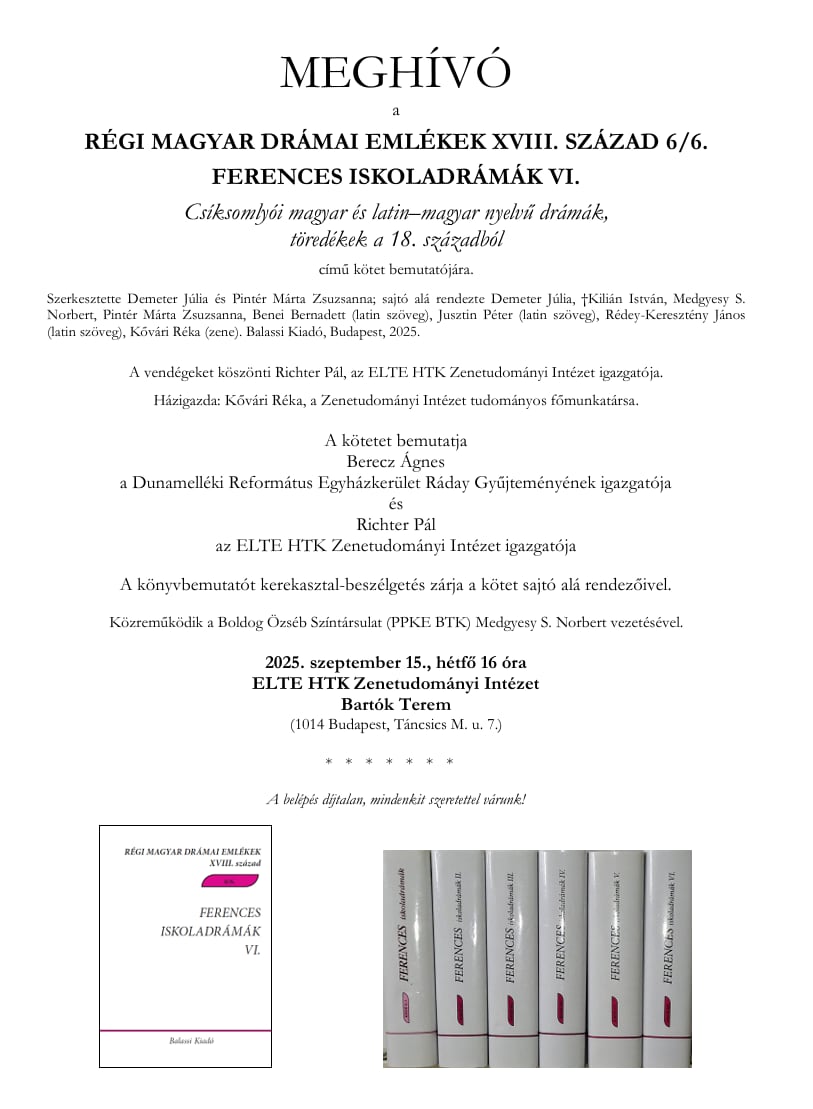 MEGHÍVÓ
a
RÉGI MAGYAR DRÁMAI EMLÉKEK XVIII. SZÁZAD 6/6.
FERENCES ISKOLADRÁMÁK VI.
Csíksomlyói magyar és latin–magyar nyelvű drámák,
töredékek a 18. századból
című kötet bemutatójára.
Szerkesztette Demeter Júlia és Pintér Márta Zsuzsanna; sajtó alá rendezte Demeter Júlia, †Kilián István, Medgyesy S.
Norbert, Pintér Márta Zsuzsanna, Benei Bernadett (latin szöveg), Jusztin Péter (latin szöveg), Rédey-Keresztény János
(latin szöveg), Kővári Réka (zene). Balassi Kiadó, Budapest, 2025.
A vendégeket köszönti Richter Pál, az ELTE HTK Zenetudományi Intézet igazgatója.
Házigazda: Kővári Réka, a Zenetudományi Intézet tudományos főmunkatársa.
A kötetet bemutatja
Berecz Ágnes
a Dunamelléki Református Egyházkerület Ráday Gyűjteményének igazgatója
és
Richter Pál
az ELTE HTK Zenetudományi Intézet igazgatója
A könyvbemutatót kerekasztal-beszélgetés zárja a kötet sajtó alá rendezőivel.
Közreműködik a Boldog Özséb Színtársulat (PPKE BTK) Medgyesy S. Norbert vezetésével.
2025. szeptember 15., hétfő 16 óra
ELTE HTK Zenetudományi Intézet
Bartók Terem
(1014 Budapest, Táncsics M. u. 7.)
* * * * * * *
A belépés díjtalan, mindenkit szeretettel várunk!
RÉGI MAGYAR DRÁMAI EMLÉKEK
XVIII. század
FERENCES
ISKOLADRÁMÁK
VI.
Balassi Kiadó
FERENCES iskoladrámák
FERENCES iskoladrámák II.
FERENCES iskoladrámák III.
FERENCES iskoladrámák IV.
FERENCES iskoladrámák V.
FERENCES iskoladrámák VI.